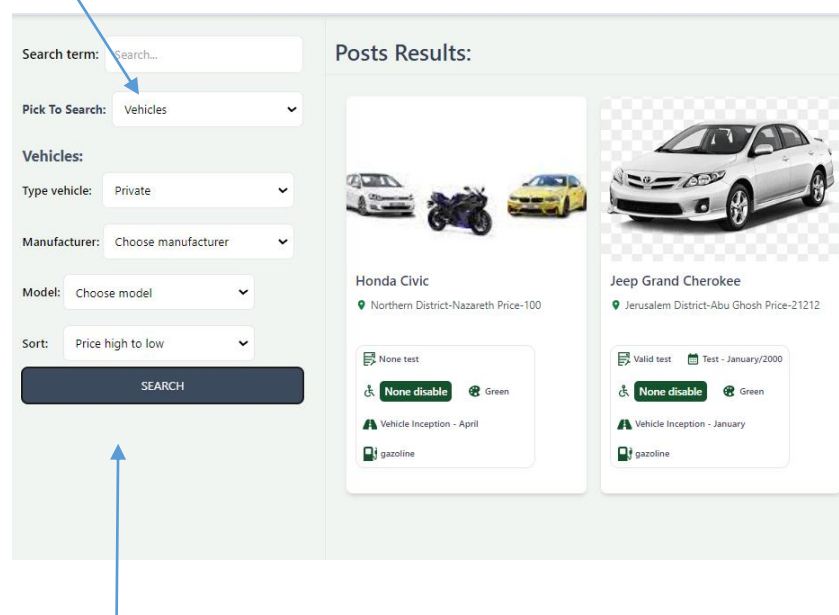 Search term: Search...
Pick To Search: Vehicles
Vehicles:
Type vehicle: Private
Manufacturer: Choose manufacturer
Model: Choose model
Sort: Price high to low
SEARCH
Posts Results:
Honda Civic
Northern District-Nazareth Price-100
None test
None disable Green
Vehicle Inception - April
gazoline
Jeep Grand Cherokee
Jerusalem District-Abu Ghosh Price-21212
Valid test Test - January/2000
None disable Green
Vehicle Inception - January
gazoline